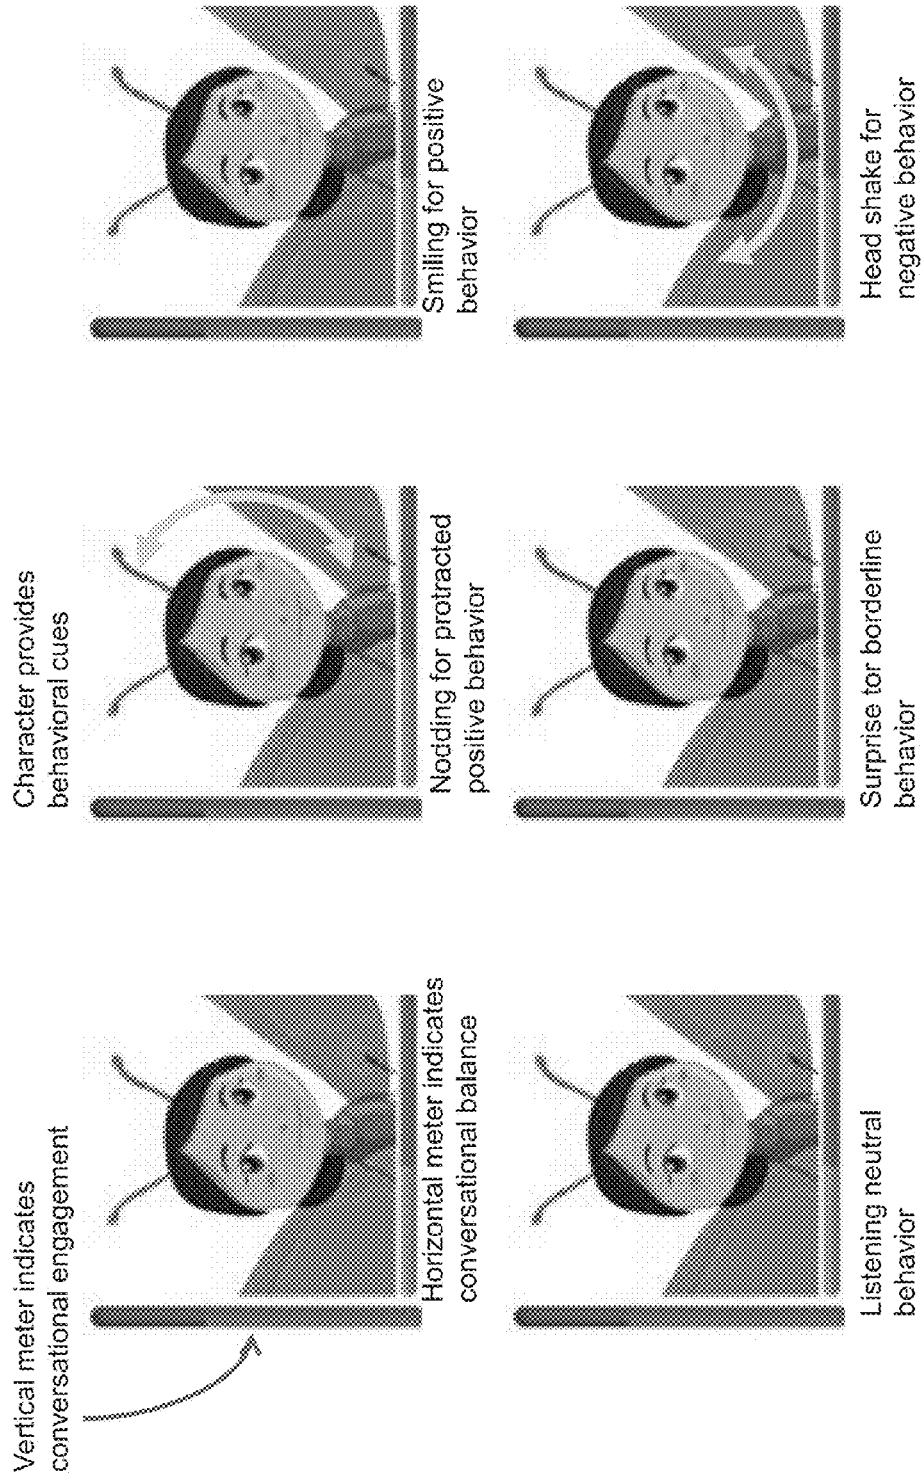 Vertical meter indicates
conversational engagement
Character provides
behavioral cues
Horizontal meter indicates
conversational balance
Nodding for protracted
positive behavior
Smiling for positive
behavior
Listening neutral
behavior
Surprise tor borderline
behavior
Head shake for
negative behavior